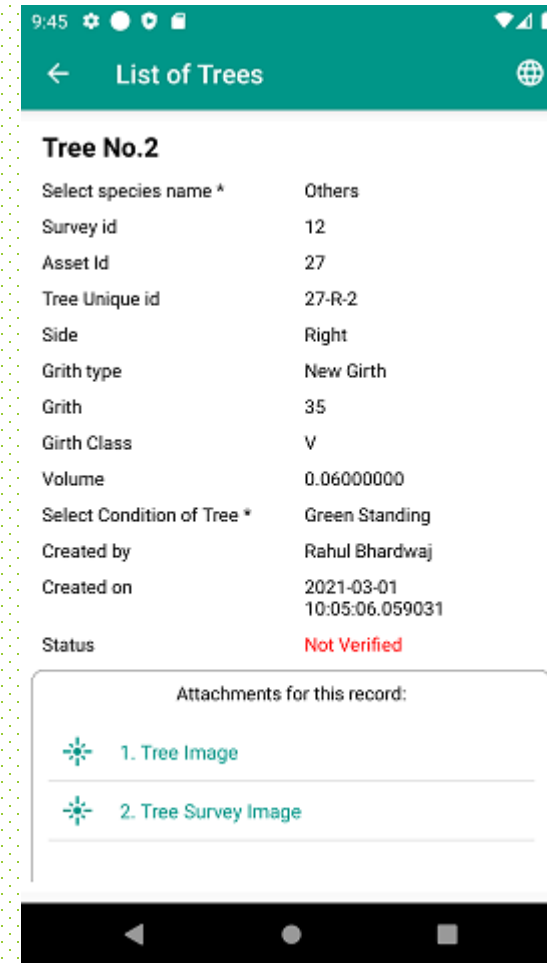 9:45
List of Trees
Tree No.2
Select species name * Others
Survey id 12
Asset Id 27
Tree Unique id 27-R-2
Side Right
Grith type New Girth
Grith 35
Girth Class V
Volume 0.06000000
Select Condition of Tree * Green Standing
Created by Rahul Bhardwaj
Created on 2021-03-01
10:05:06.059031
Status Not Verified
Attachments for this record:
1. Tree Image
2. Tree Survey Image